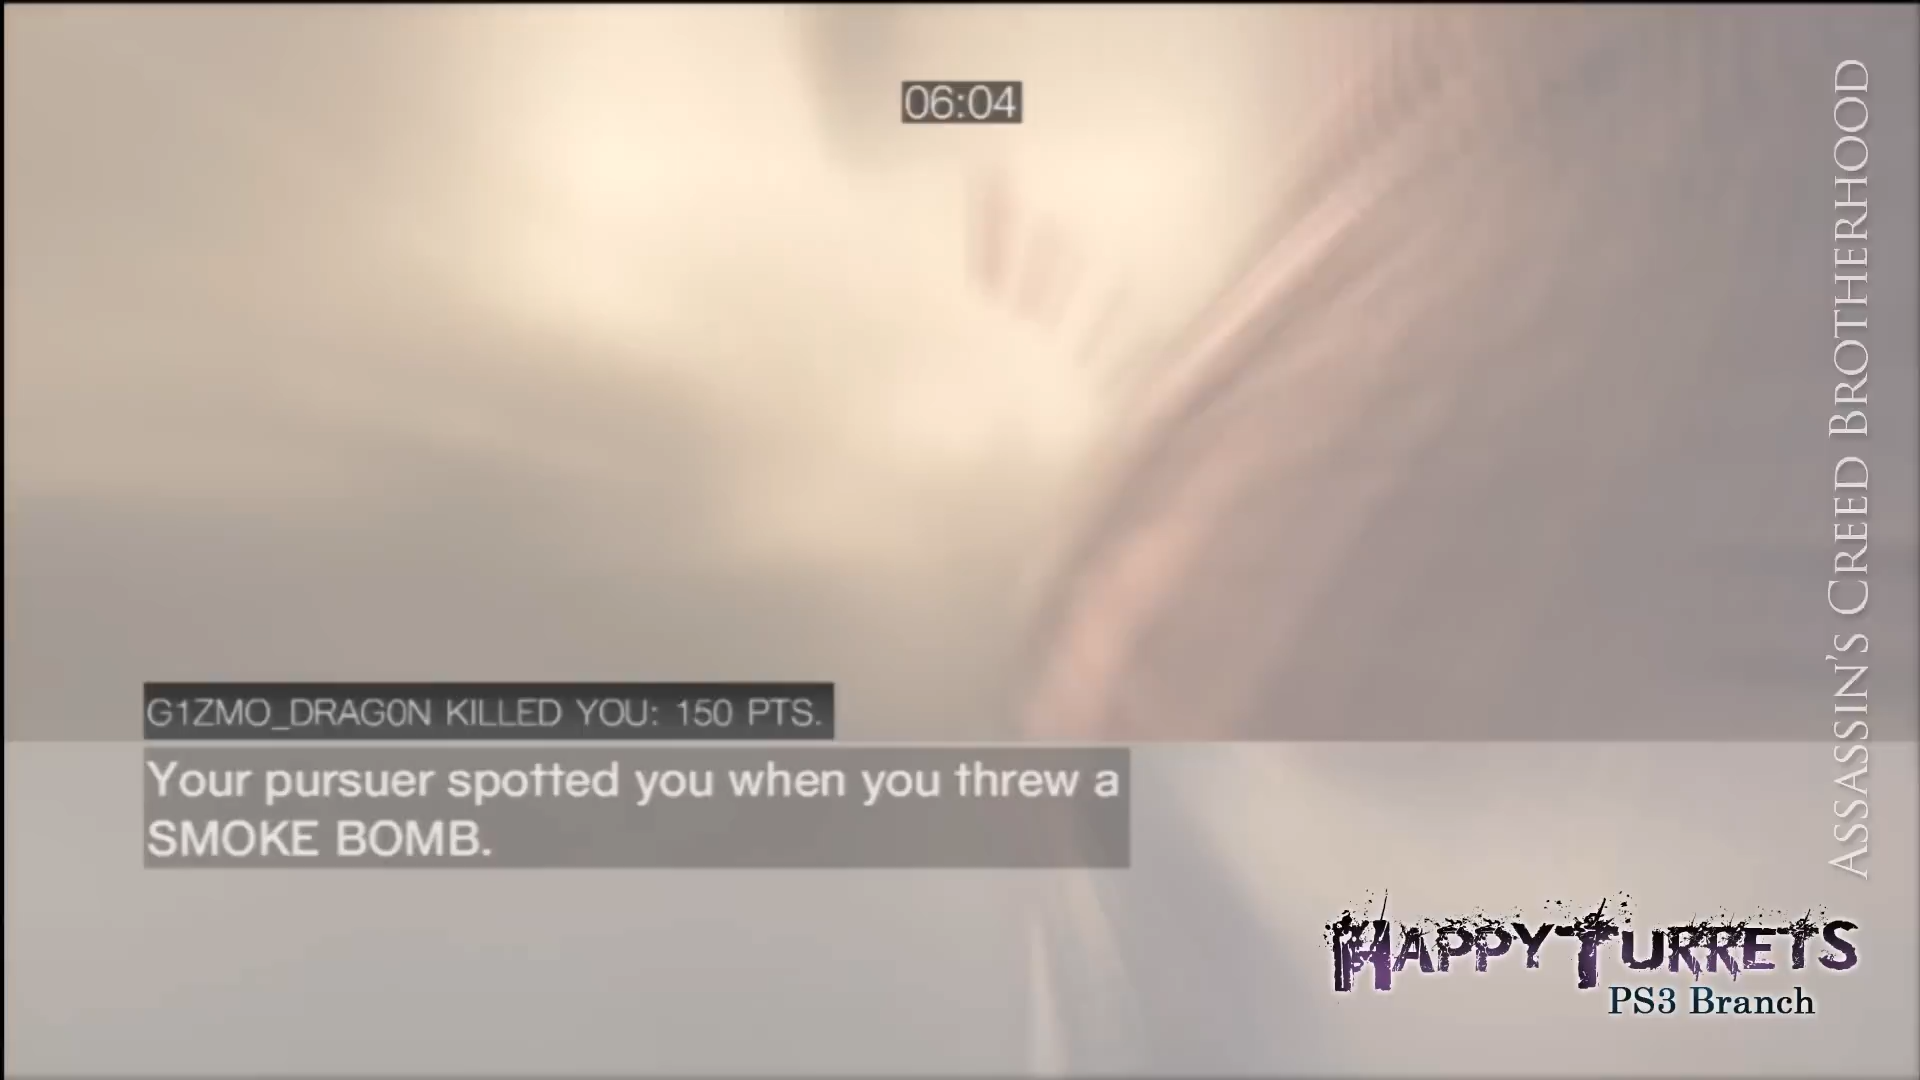 06:04
ASSASSIN'S CREED BROTHERHOOD
G1ZMO_DRAG0N KILLED YOU: 150 PTS.
Your pursuer spotted you when you threw a
SMOKE BOMB.
HAPPYTURRETS
PS3 Branch